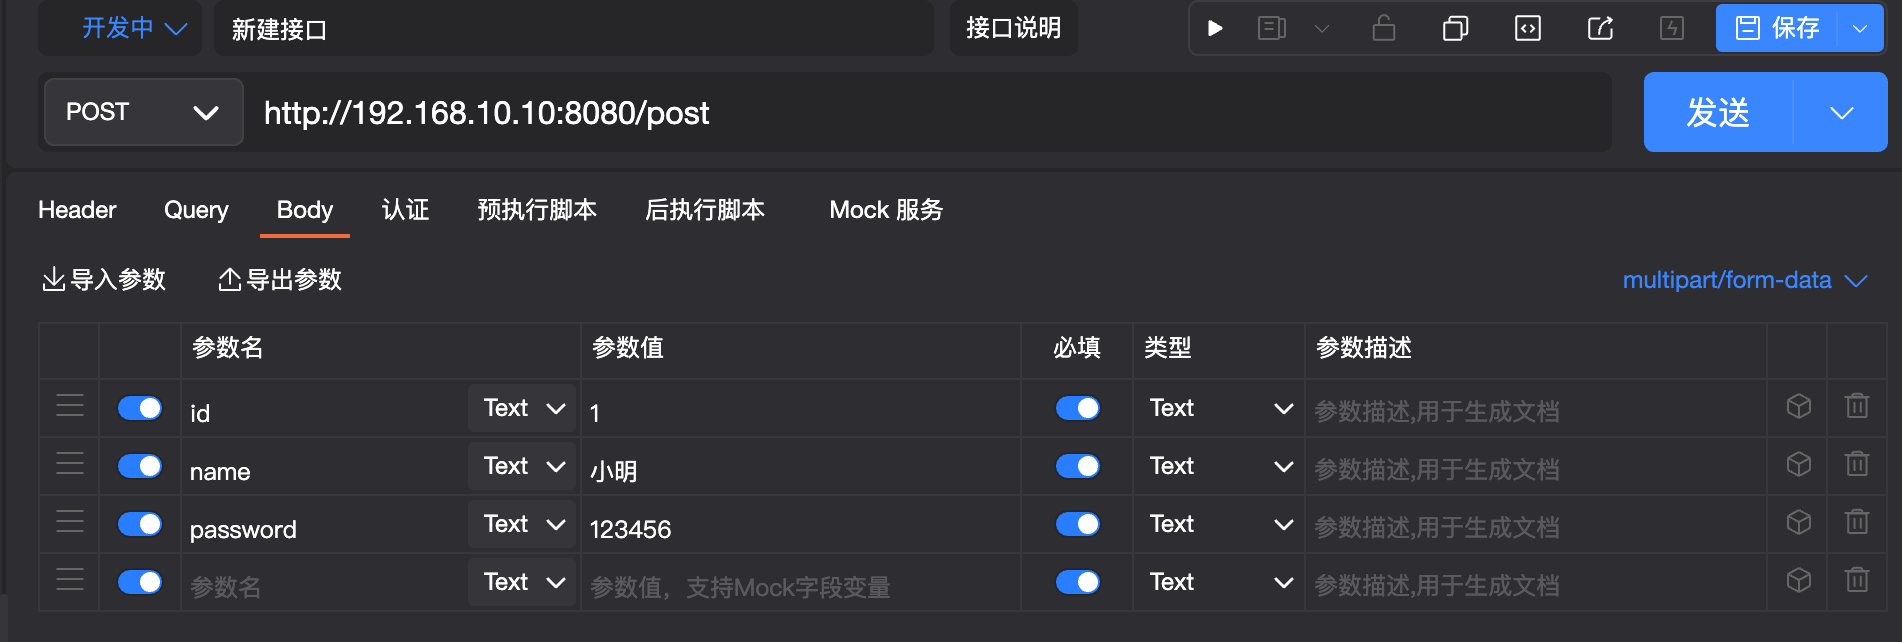 开发中 新建接口 接口说明 保存
POST http://192.168.10.10:8080/post 发送
Header Query Body 认证 预执行脚本 后执行脚本 Mock 服务
导入参数 导出参数 multipart/form-data
参数名 参数值 必填 类型 参数描述
id Text 1 Text 参数描述,用于生成文档
name Text 小明 Text 参数描述,用于生成文档
password Text 123456 Text 参数描述,用于生成文档
参数名 Text 参数值，支持Mock字段变量 Text 参数描述,用于生成文档